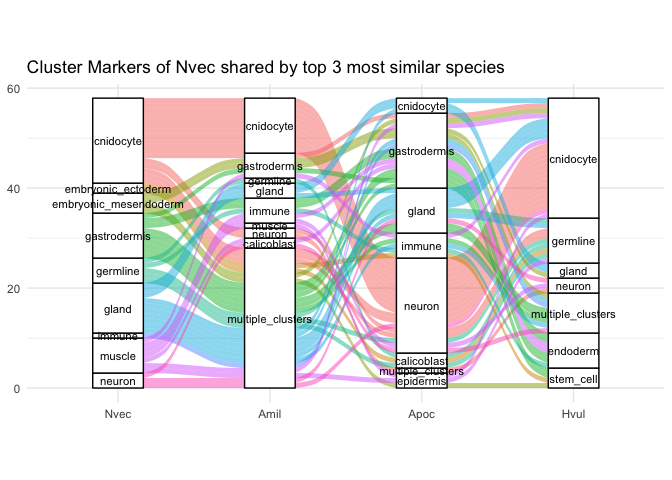 Cluster Markers of Nvec shared by top 3 most similar species
60
40
20
0
cnidocyte
embryonic_ectoderm
embryonic_mesendoderm
gastrodermis
germline
gland
immune
muscle
neuron
cnidocyte
gastrodermis
germline
gland
immune
muscle
neuron
calicoblast
multiple_clusters
cnidocyte
gastrodermis
gland
immune
neuron
calicoblast
multiple_clusters
epidermis
cnidocyte
germline
gland
neuron
multiple_clusters
endoderm
stem_cell
Nvec
Amil
Apoc
Hvul